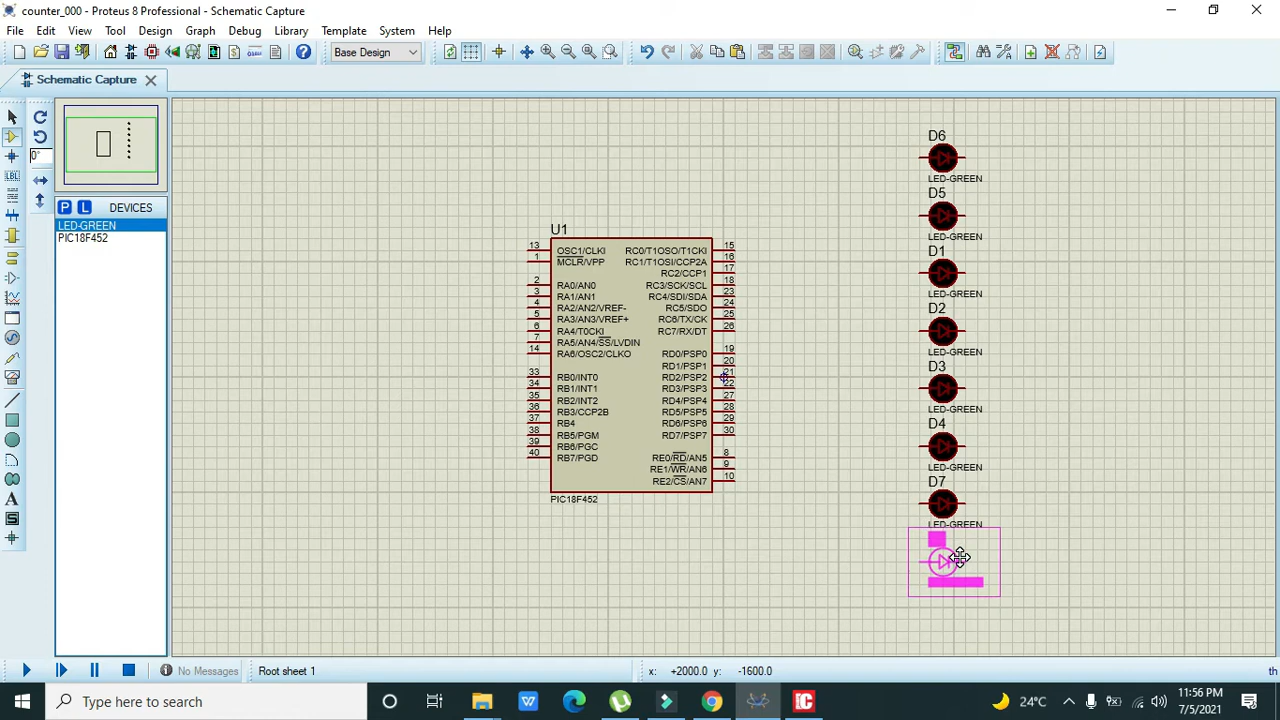 counter_000 - Proteus 8 Professional - Schematic Capture
File Edit View Tool Design Graph Debug Library Template System Help
Base Design
Schematic Capture
0°
LBL
P L DEVICES
LED-GREEN
PIC18F452
A
S
U1
13 OSC1/CLKI
1 MCLR/VPP
2 RA0/AN0
3 RA1/AN1
4 RA2/AN2/VREF-
5 RA3/AN3/VREF+
6 RA4/T0CKI
7 RA5/AN4/SS/LVDIN
14 RA6/OSC2/CLKO
33 RB0/INT0
34 RB1/INT1
35 RB2/INT2
36 RB3/CCP2B
37 RB4
38 RB5/PGM
39 RB6/PGC
40 RB7/PGD
RC0/T1OSO/T1CKI 15
RC1/T1OSI/CCP2A 16
RC2/CCP1 17
RC3/SCK/SCL 18
RC4/SDI/SDA 23
RC5/SDO 24
RC6/TX/CK 25
RC7/RX/DT 26
RD0/PSP0 19
RD1/PSP1 20
RD2/PSP2 21
RD3/PSP3 22
RD4/PSP4 27
RD5/PSP5 28
RD6/PSP6 29
RD7/PSP7 30
RE0/RD/AN5 8
RE1/WR/AN6 9
RE2/CS/AN7 10
PIC18F452
D6
LED-GREEN
D5
LED-GREEN
D1
LED-GREEN
D2
LED-GREEN
D3
LED-GREEN
D4
LED-GREEN
D7
LED-GREEN
No Messages
Root sheet 1
x: +2000.0 y: -1600.0
th
Type here to search
24°C
11:56 PM
7/5/2021